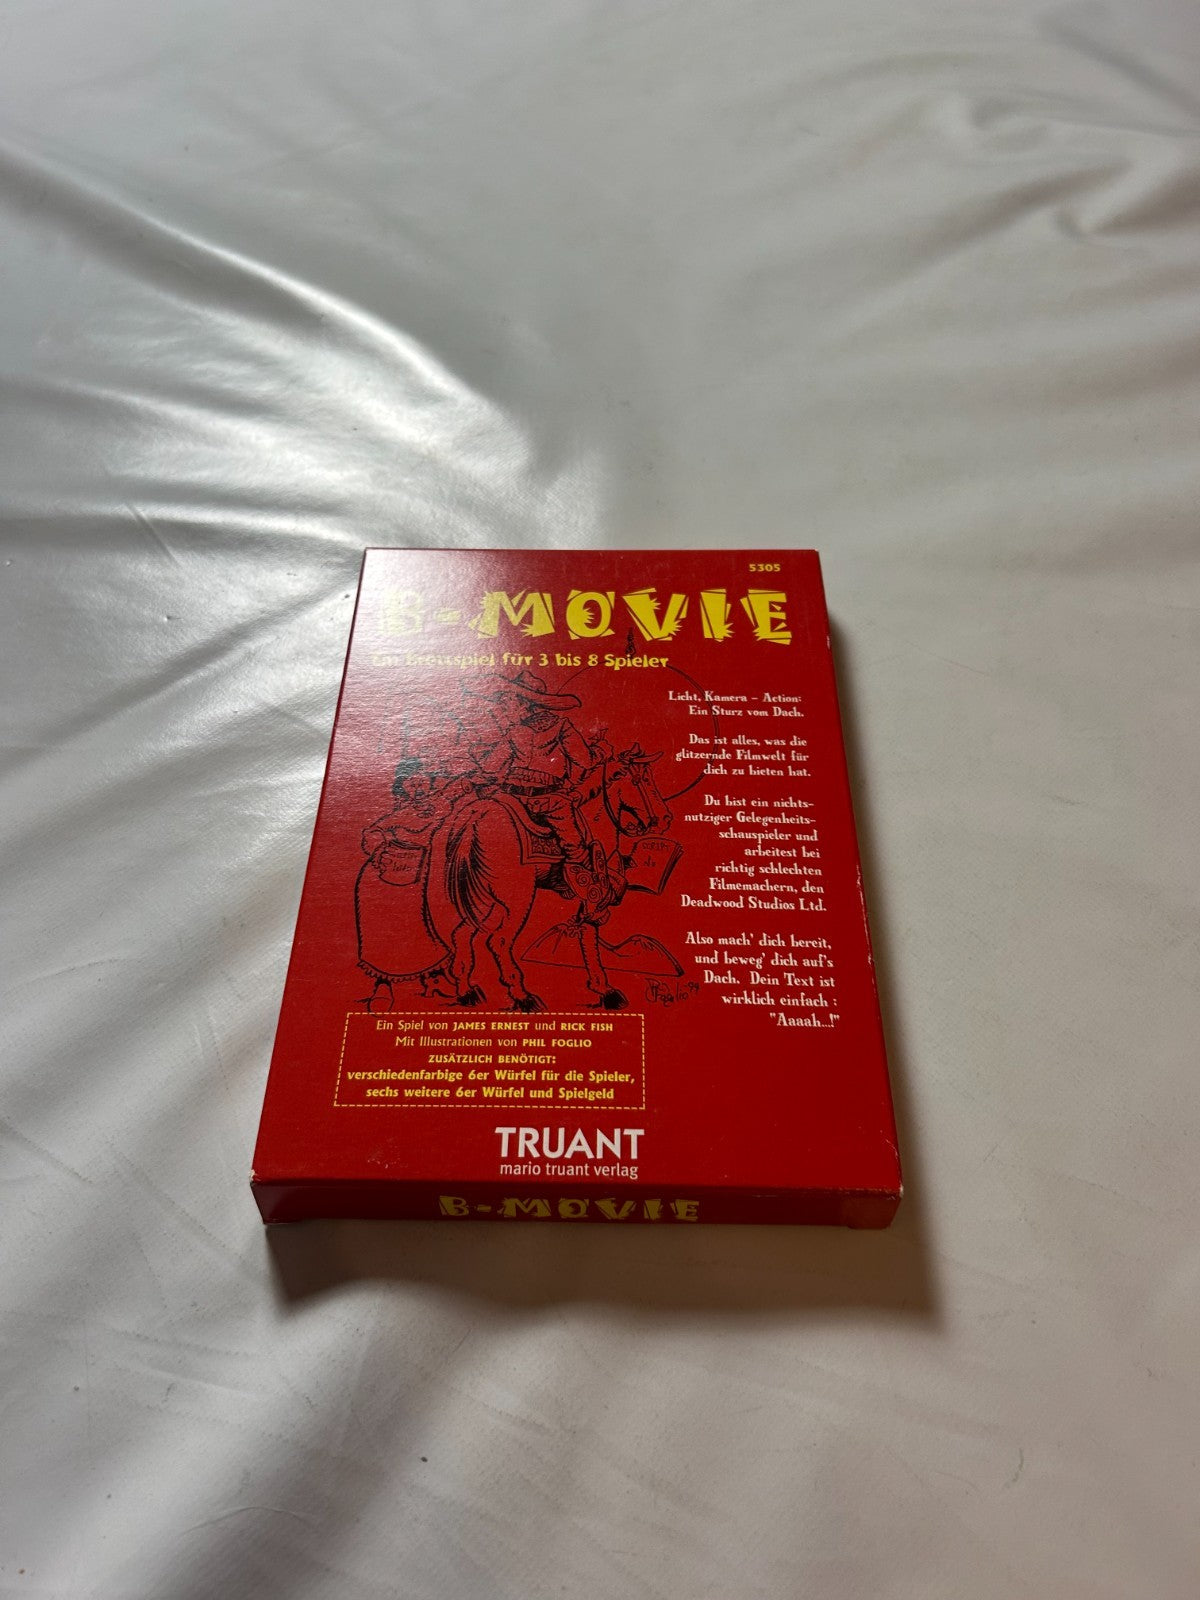 5305
B-MOVIE
Ein Brettspiel für 3 bis 8 Spieler
Licht, Kamera – Action:
Ein Sturz vom Dach.
Das ist alles, was die
glitzernde Filmwelt für
dich zu bieten hat.
Du bist ein nichts-
nutziger Gelegenheits-
schauspieler und
arbeitest bei
richtig schlechten
Filmemachern, den
Deadwood Studios Ltd.
Also mach' dich bereit,
und beweg' dich auf's
Dach. Dein Text ist
wirklich einfach :
"Aaaah...!"
Ein Spiel von JAMES ERNEST und RICK FISH
Mit Illustrationen von PHIL FOGLIO
ZUSÄTZLICH BENÖTIGT:
verschiedenfarbige 6er Würfel für die Spieler,
sechs weitere 6er Würfel und Spielgeld
TRUANT
mario truant verlag
B-MOVIE